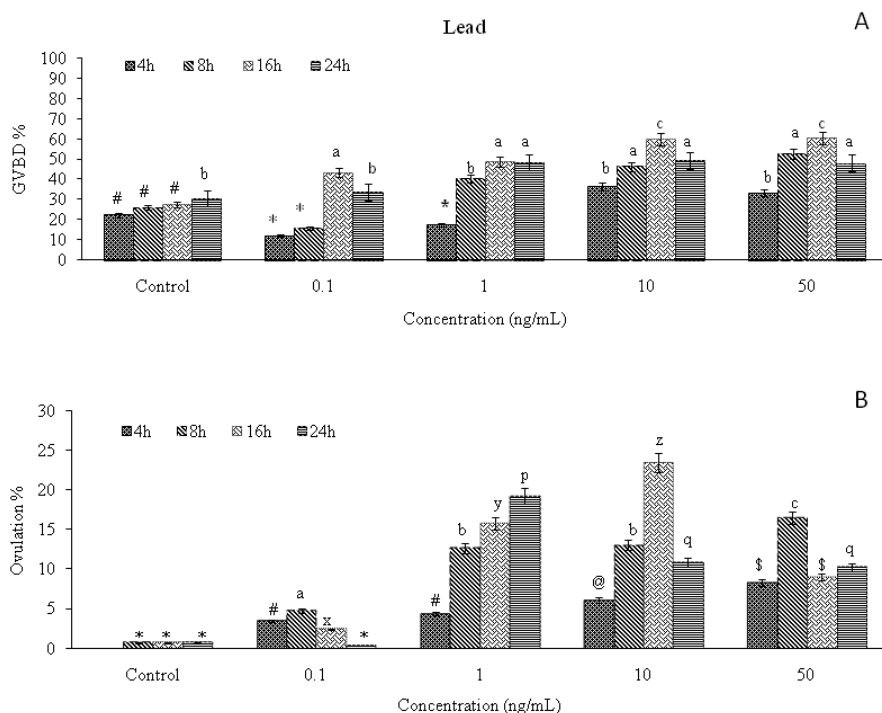 A
Lead
4h 8h 16h 24h
100
90
80
70
60
50
40
30
20
10
0
GVBD %
# # # b
* * a b
* b a a
b a c a
b a c a
Control 0.1 1 10 50
Concentration (ng/mL)
B
4h 8h 16h 24h
30
25
20
15
10
5
0
Ovulation %
* * *
# a x *
# b y p
@ b z q
$ c $ q
Control 0.1 1 10 50
Concentration (ng/mL)